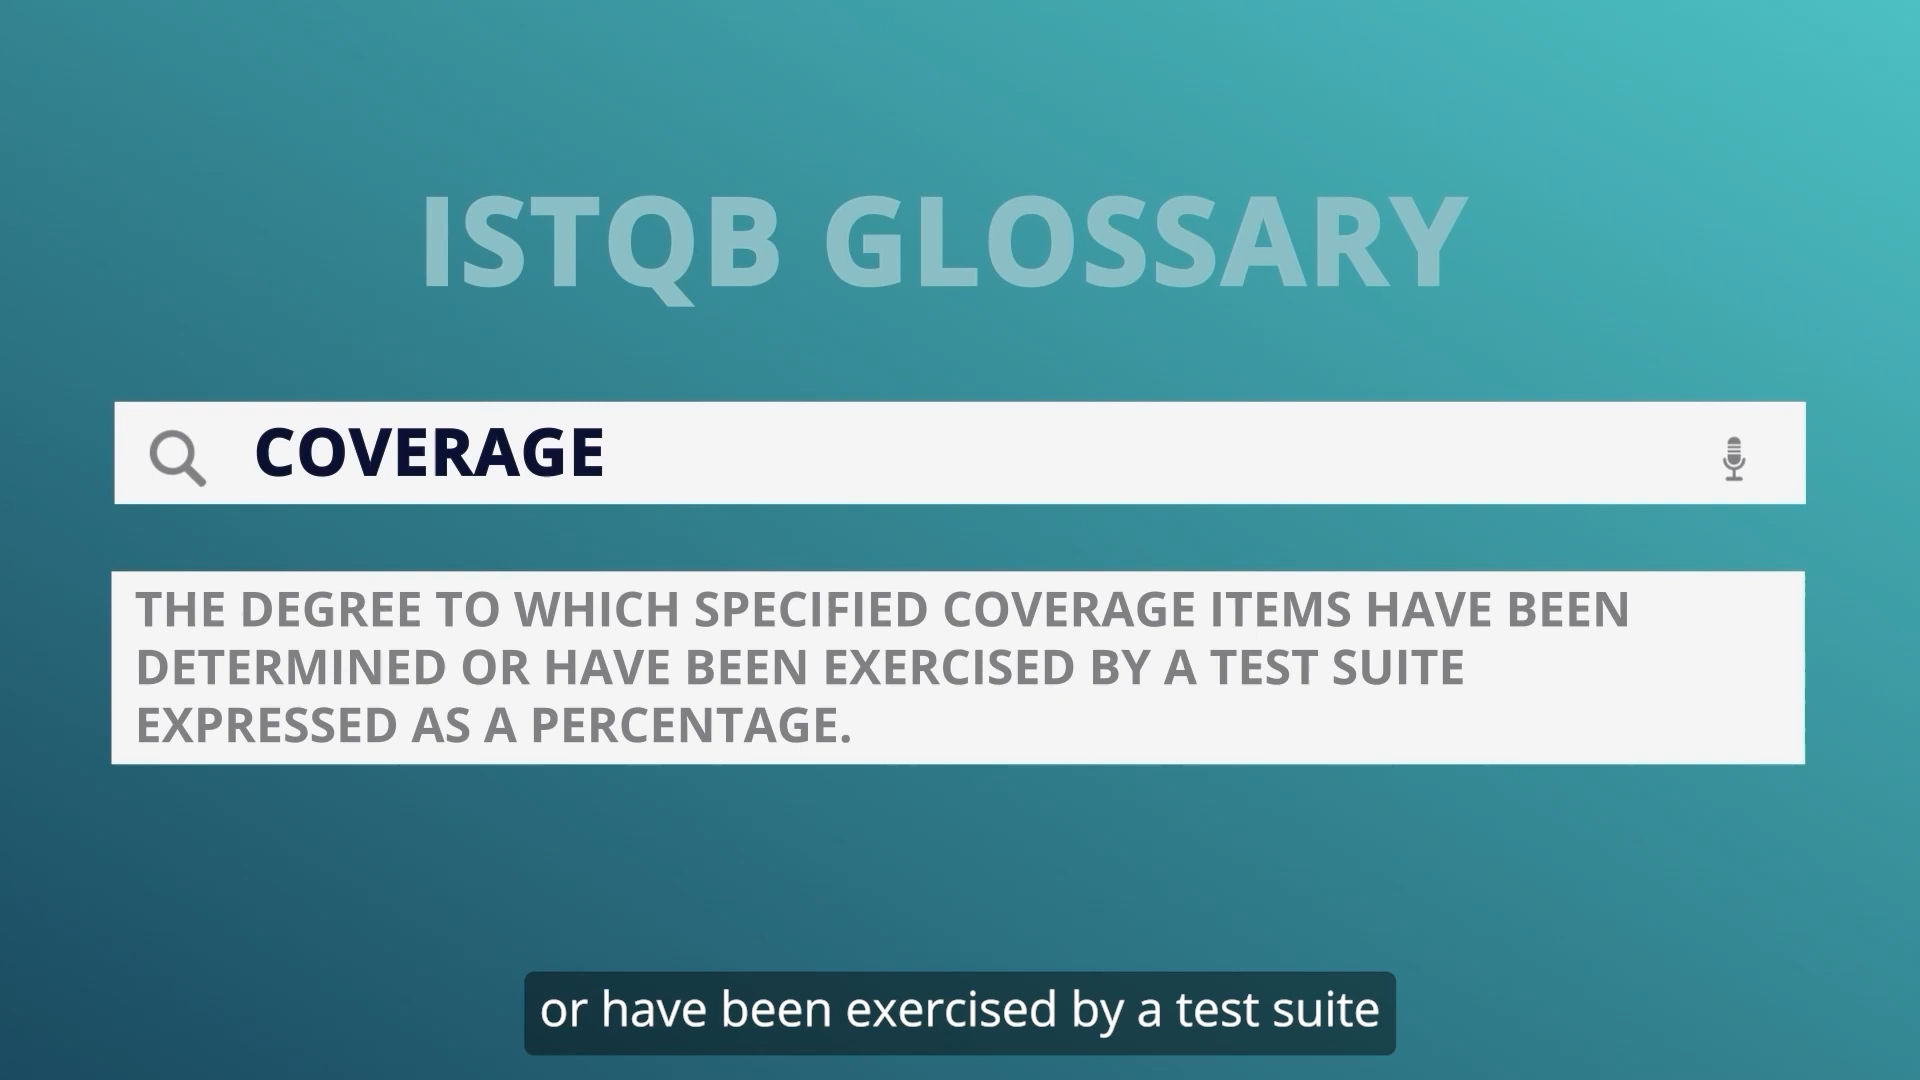 ISTQB GLOSSARY
COVERAGE
THE DEGREE TO WHICH SPECIFIED COVERAGE ITEMS HAVE BEEN
DETERMINED OR HAVE BEEN EXERCISED BY A TEST SUITE
EXPRESSED AS A PERCENTAGE.
or have been exercised by a test suite